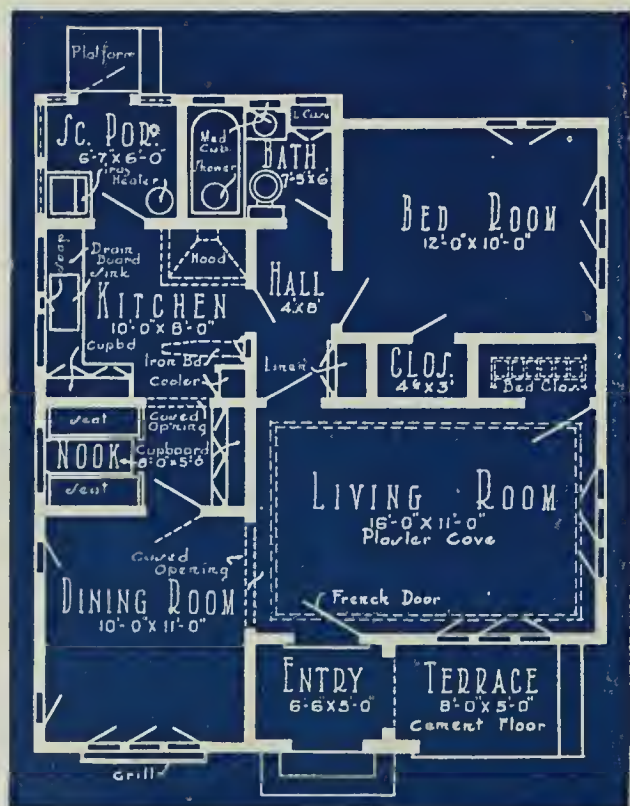 Platform
Sc. Por.
6'-7" X 6'-0"
Trays
Heater
Med
Cab.
Shower
L. Closet
BATH
7'-5 X 6'
BED ROOM
12'-0" X 10'-0"
Drain
Board
Sink
Hood
HALL
4' X 8'
KITCHEN
10'-0" X 8'-0"
Cupbd
Iron Bd.
Cooler
Linen
CLOS.
4'6 X 3'
Bed Clos.
Seat
Cased
Opening
NOOK
Cupboard
8'-0" X 5'-6
Seat
LIVING ROOM
16'-0" X 11'-0"
Plaster Cove
Cased
Opening
French Door
DINING ROOM
10'-0" X 11'-0"
ENTRY
6'-6 X 5'-0"
TERRACE
8'-0" X 5'-0"
Cement Floor
Grill